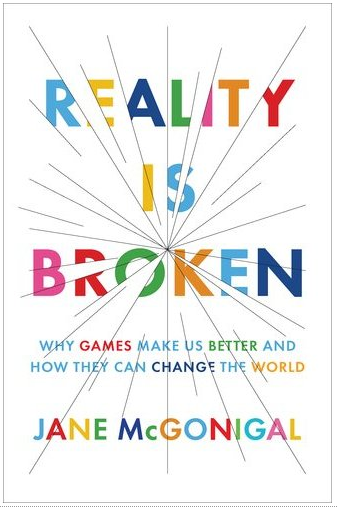 REALITY
IS
BROKEN
WHY GAMES MAKE US BETTER AND
HOW THEY CAN CHANGE THE WORLD
JANE McGONIGAL